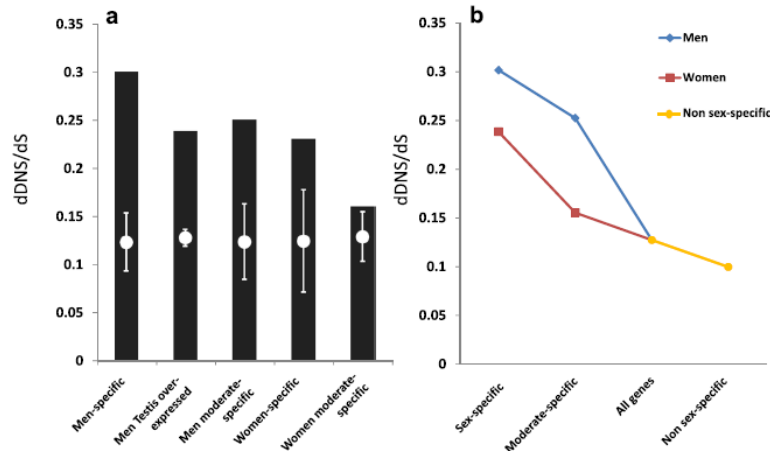 a
dDNS/dS
0.35
0.3
0.25
0.2
0.15
0.1
0.05
0
Men-specific
Men Testis over-
expressed
Men moderate-
specific
Women-specific
Women moderate-
specific
b
dDNS/dS
0.35
0.3
0.25
0.2
0.15
0.1
0.05
0
Men
Women
Non sex-specific
Sex-specific
Moderate-specific
All genes
Non sex-specific